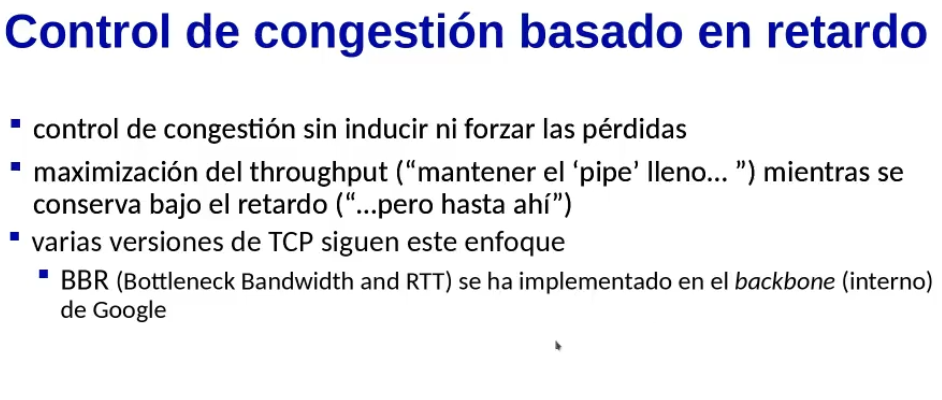 Control de congestión basado en retardo
control de congestión sin inducir ni forzar las pérdidas
maximización del throughput (“mantener el ‘pipe’ lleno... ”) mientras se
conserva bajo el retardo (“...pero hasta ahí”)
varias versiones de TCP siguen este enfoque
BBR (Bottleneck Bandwidth and RTT) se ha implementado en el backbone (interno)
de Google